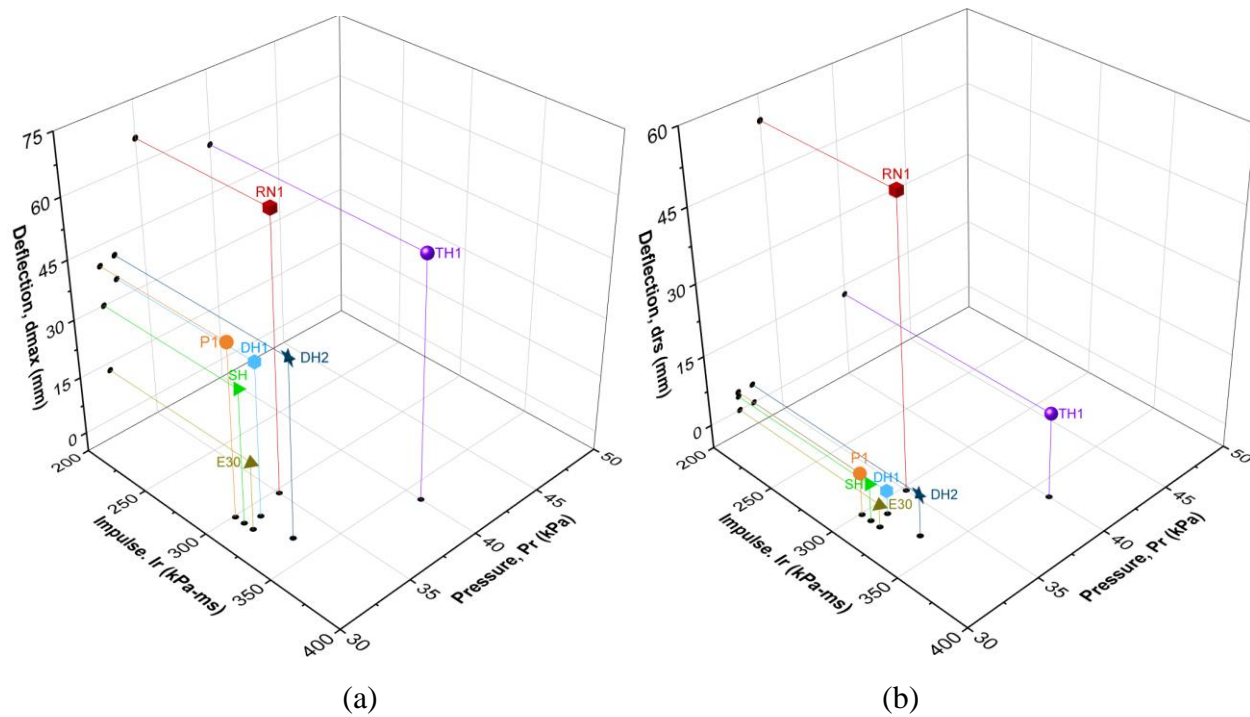 75
60
45
30
15
0
Deflection, dmax (mm)
200
250
300
350
400
Impulse. Ir (kPa-ms)
30
35
40
45
50
Pressure, Pr (kPa)
RN1
TH1
P1
DH1
DH2
SH
E30
(a)
60
45
30
15
0
Deflection, drs (mm)
200
250
300
350
400
Impulse. Ir (kPa-ms)
30
35
40
45
50
Pressure, Pr (kPa)
RN1
TH1
P1
SH
DH1
DH2
E30
(b)